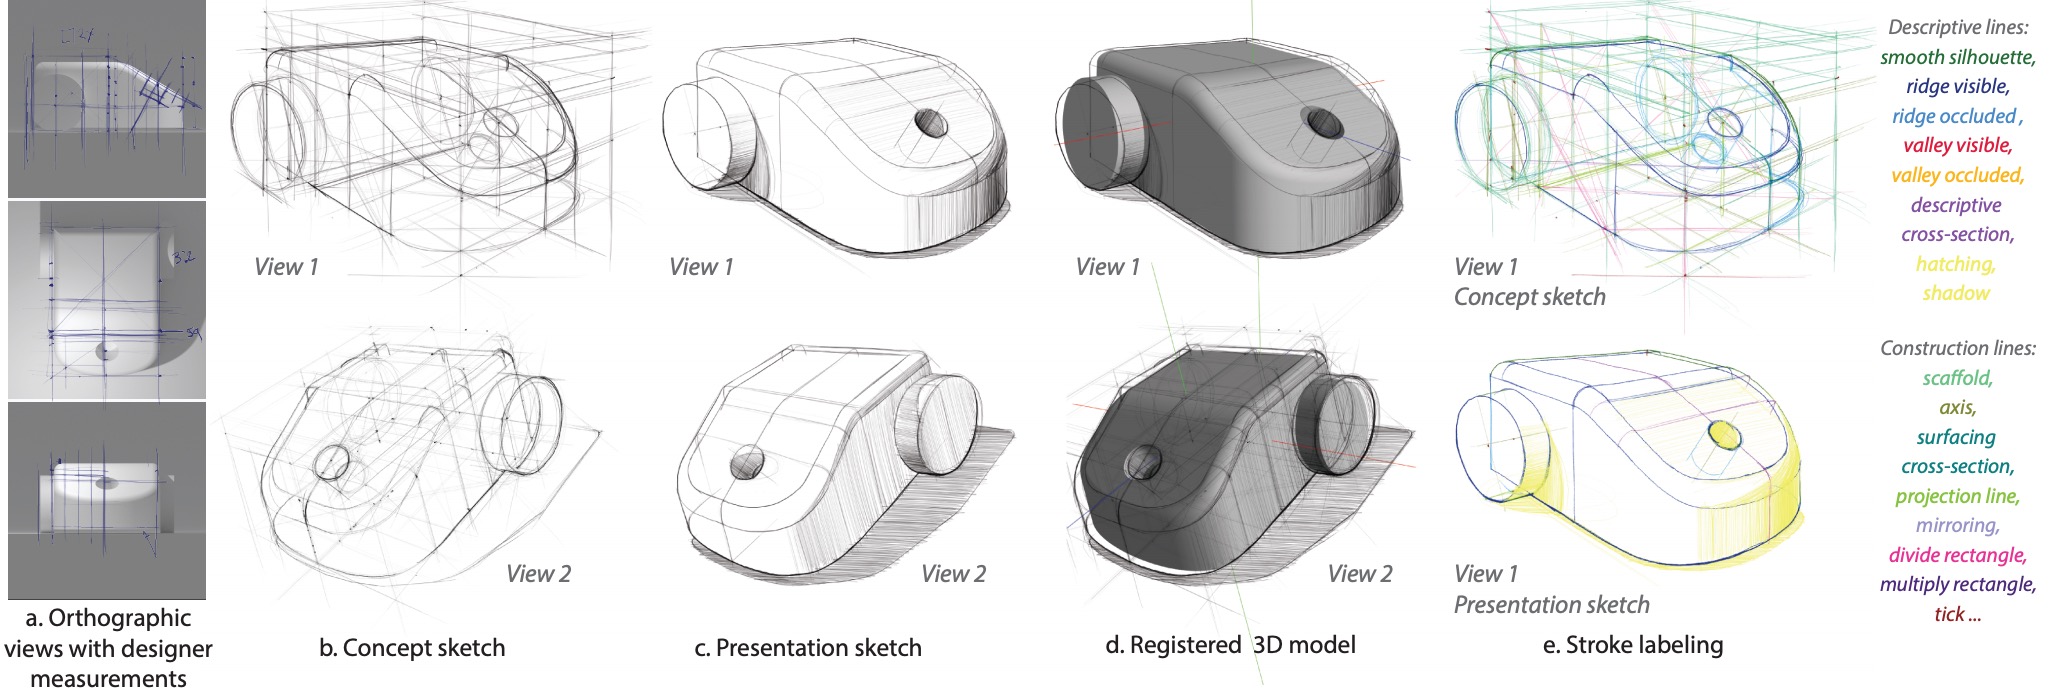 View 1
View 1
View 1
View 1
Concept sketch
Descriptive lines:
smooth silhouette,
ridge visible,
ridge occluded ,
valley visible,
valley occluded,
descriptive
cross-section,
hatching,
shadow
View 2
View 2
View 2
View 1
Presentation sketch
Construction lines:
scaffold,
axis,
surfacing
cross-section,
projection line,
mirroring,
divide rectangle,
multiply rectangle,
tick ...
a. Orthographic
views with designer
measurements
b. Concept sketch
c. Presentation sketch
d. Registered 3D model
e. Stroke labeling